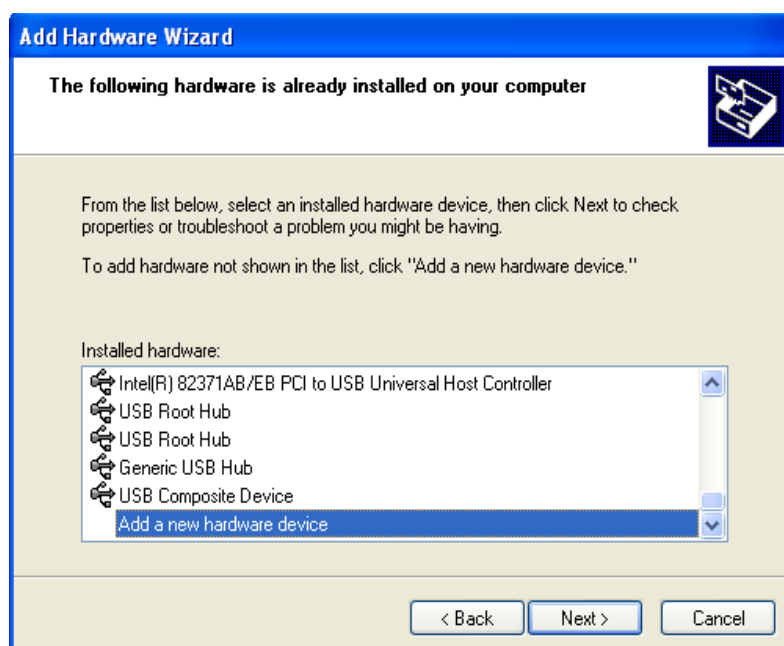 Add Hardware Wizard
The following hardware is already installed on your computer
From the list below, select an installed hardware device, then click Next to check
properties or troubleshoot a problem you might be having.
To add hardware not shown in the list, click "Add a new hardware device."
Installed hardware:
Intel(R) 82371AB/EB PCI to USB Universal Host Controller
USB Root Hub
USB Root Hub
Generic USB Hub
USB Composite Device
Add a new hardware device
< Back
Next >
Cancel